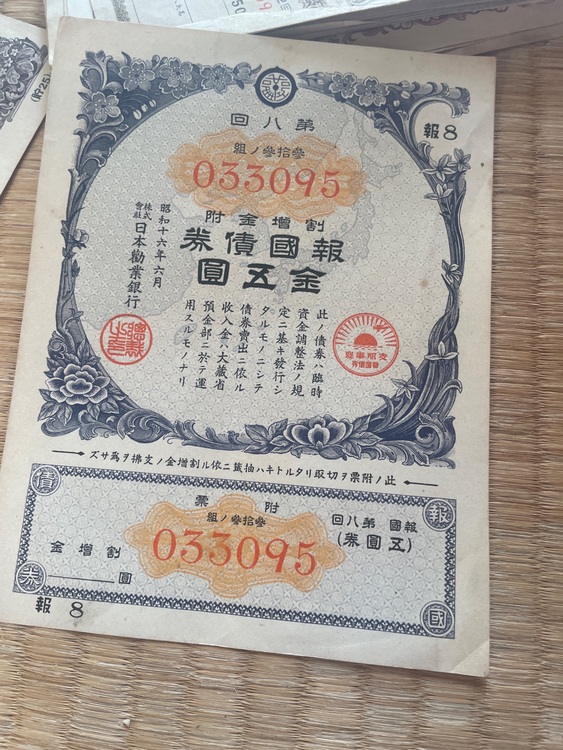 報8
第八回
參拾參ノ組
033095
割增金附
報國債券
金五圓
此ノ債券ハ臨時
資金調整法ノ規
定ニ基キ發行シ
タルモノニシテ
債券賣出ニ依ル
收入金ハ大藏省
預金部ニ於テ運
用スルモノナリ
昭和十六年六月
株式會社日本勸業銀行
支那事變
此ノ附票ヲ切取リタルトキハ抽籤ニ依ル割增金ノ支拂ヲ爲サズ
報國債券
報國 第八回
(五圓券)
附票
參拾參ノ組
033095
割增金
圓
報 8